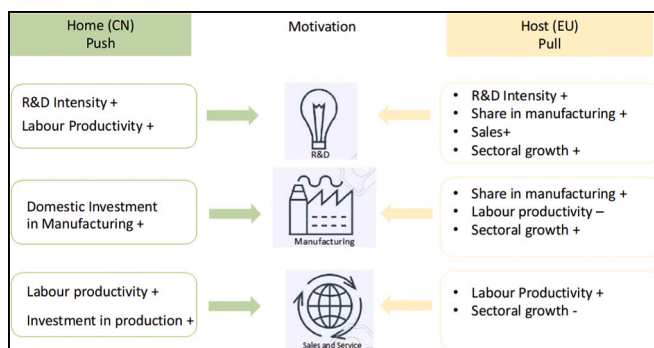 Home (CN)
Push
Motivation
Host (EU)
Pull
R&D Intensity +
Labour Productivity +
R&D
• R&D Intensity +
• Share in manufacturing +
• Sales+
• Sectoral growth +
Domestic Investment
in Manufacturing +
Manufacturing
• Share in manufacturing +
• Labour productivity –
• Sectoral growth +
Labour productivity +
Investment in production +
Sales and Service
• Labour Productivity +
• Sectoral growth -